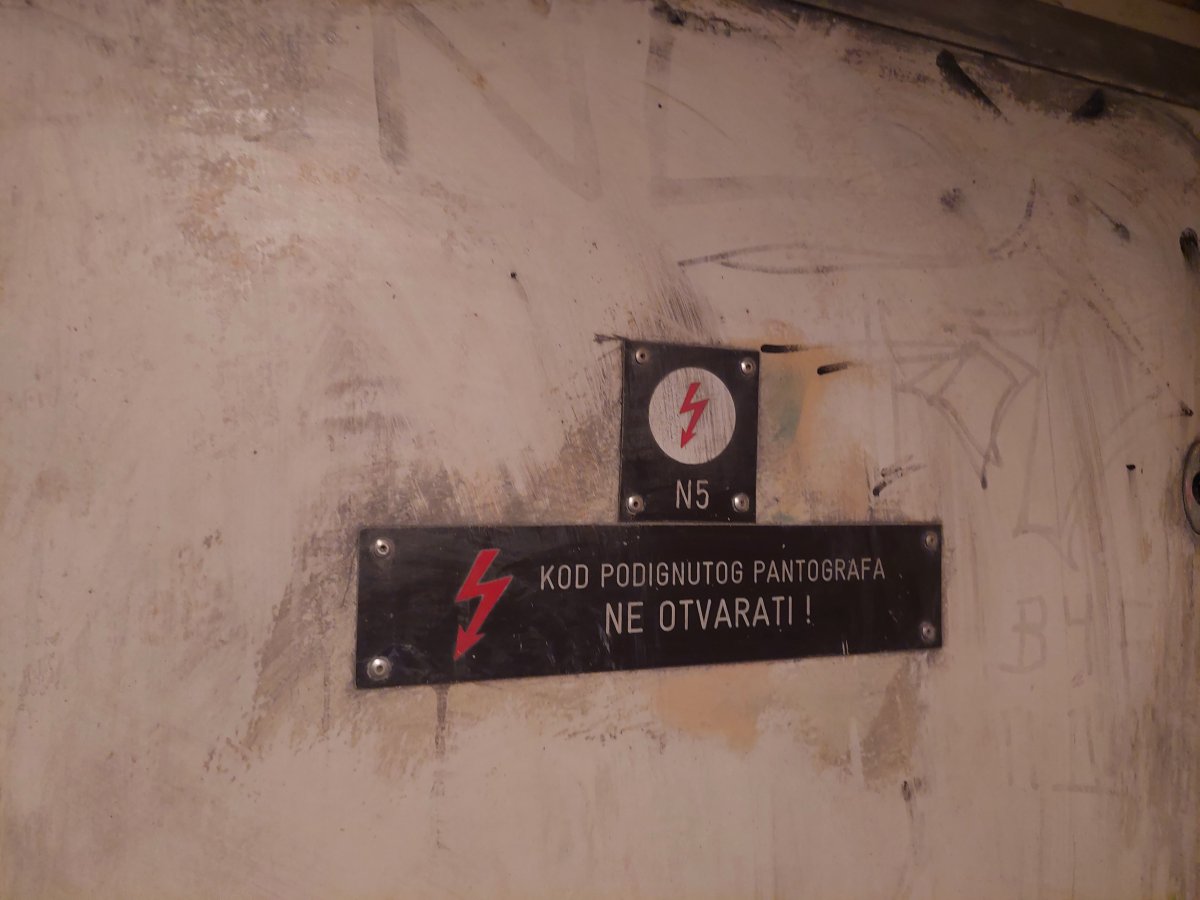 N5
KOD PODIGNUTOG PANTOGRAFA
NE OTVARATI !